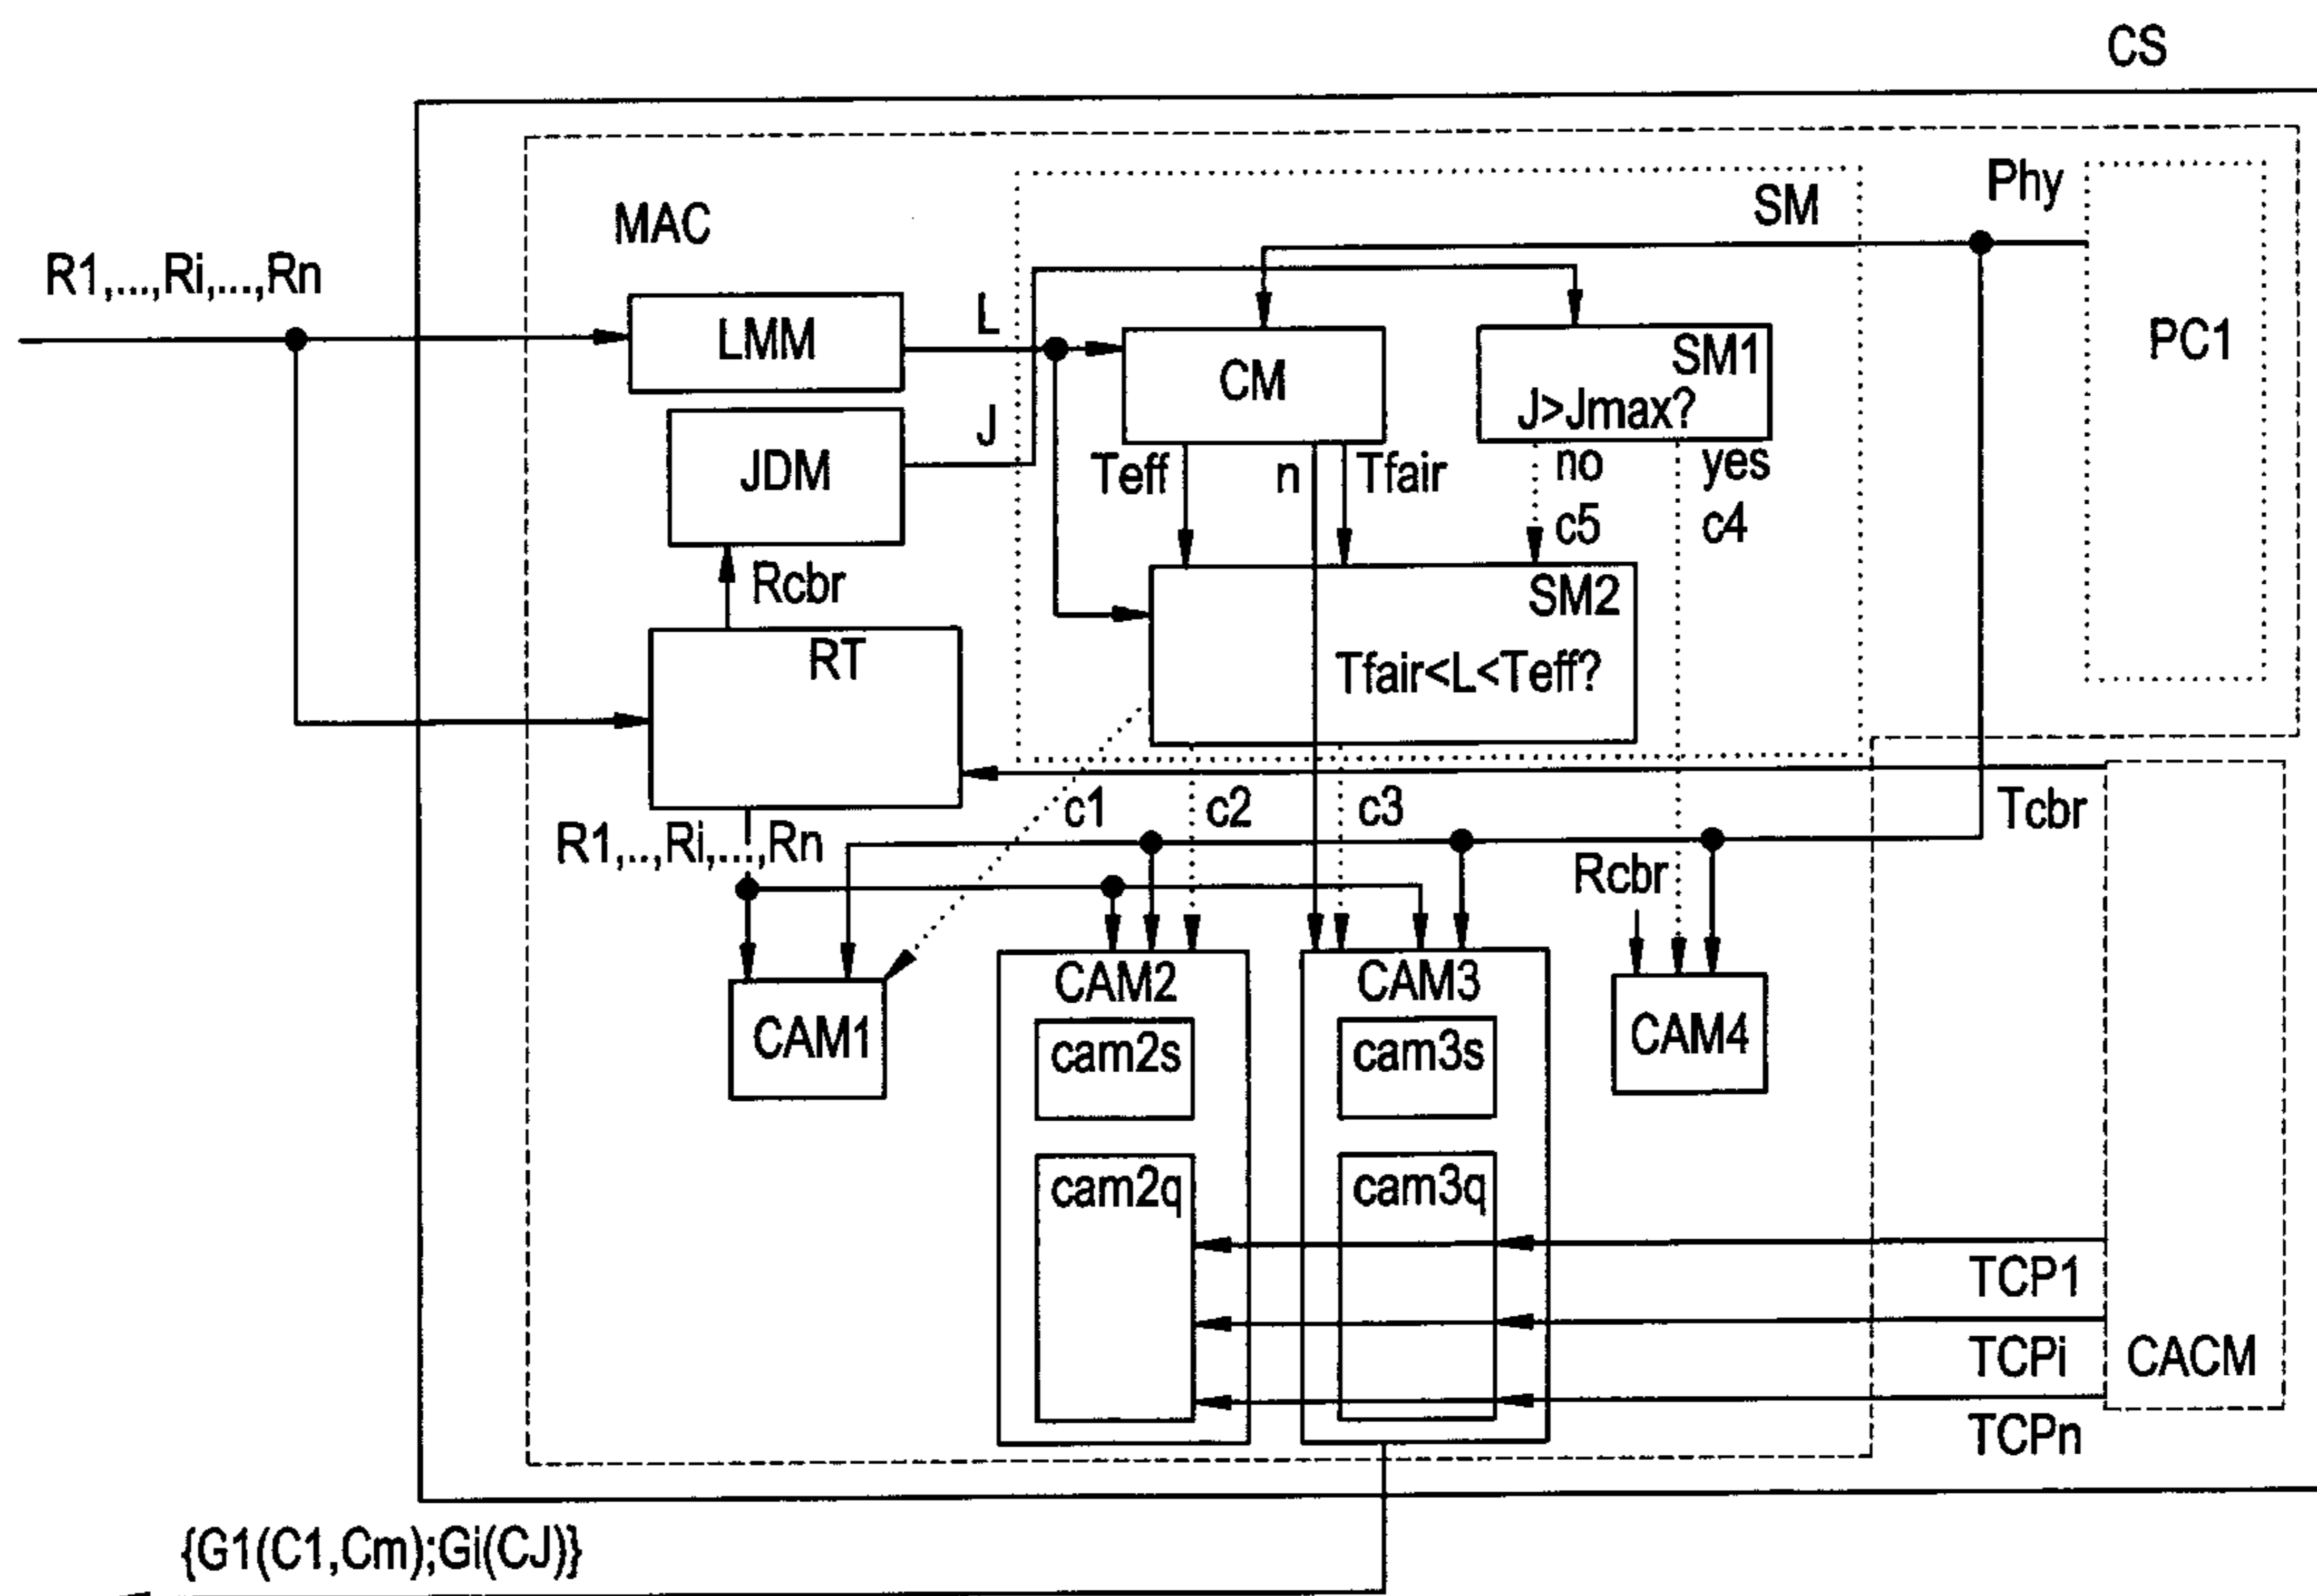 CS
MAC
SM
Phy
R1,...,Ri,...,Rn
LMM
L
CM
SM1
J>Jmax?
PC1
JDM
J
Teff
n
Tfair
no
yes
c5
c4
Rcbr
SM2
Tfair<L<Teff?
RT
c1
c2
c3
Tcbr
R1,..,Ri,...,Rn
Rcbr
CAM1
CAM2
CAM3
CAM4
cam2s
cam3s
cam2q
cam3q
TCP1
TCPi
CACM
TCPn
{G1(C1,Cm);Gi(CJ)}